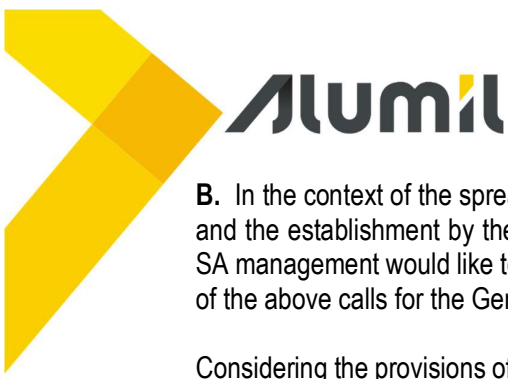 Alumil
B. In the context of the sprea
and the establishment by the
SA management would like t
of the above calls for the Ger
Considering the provisions of